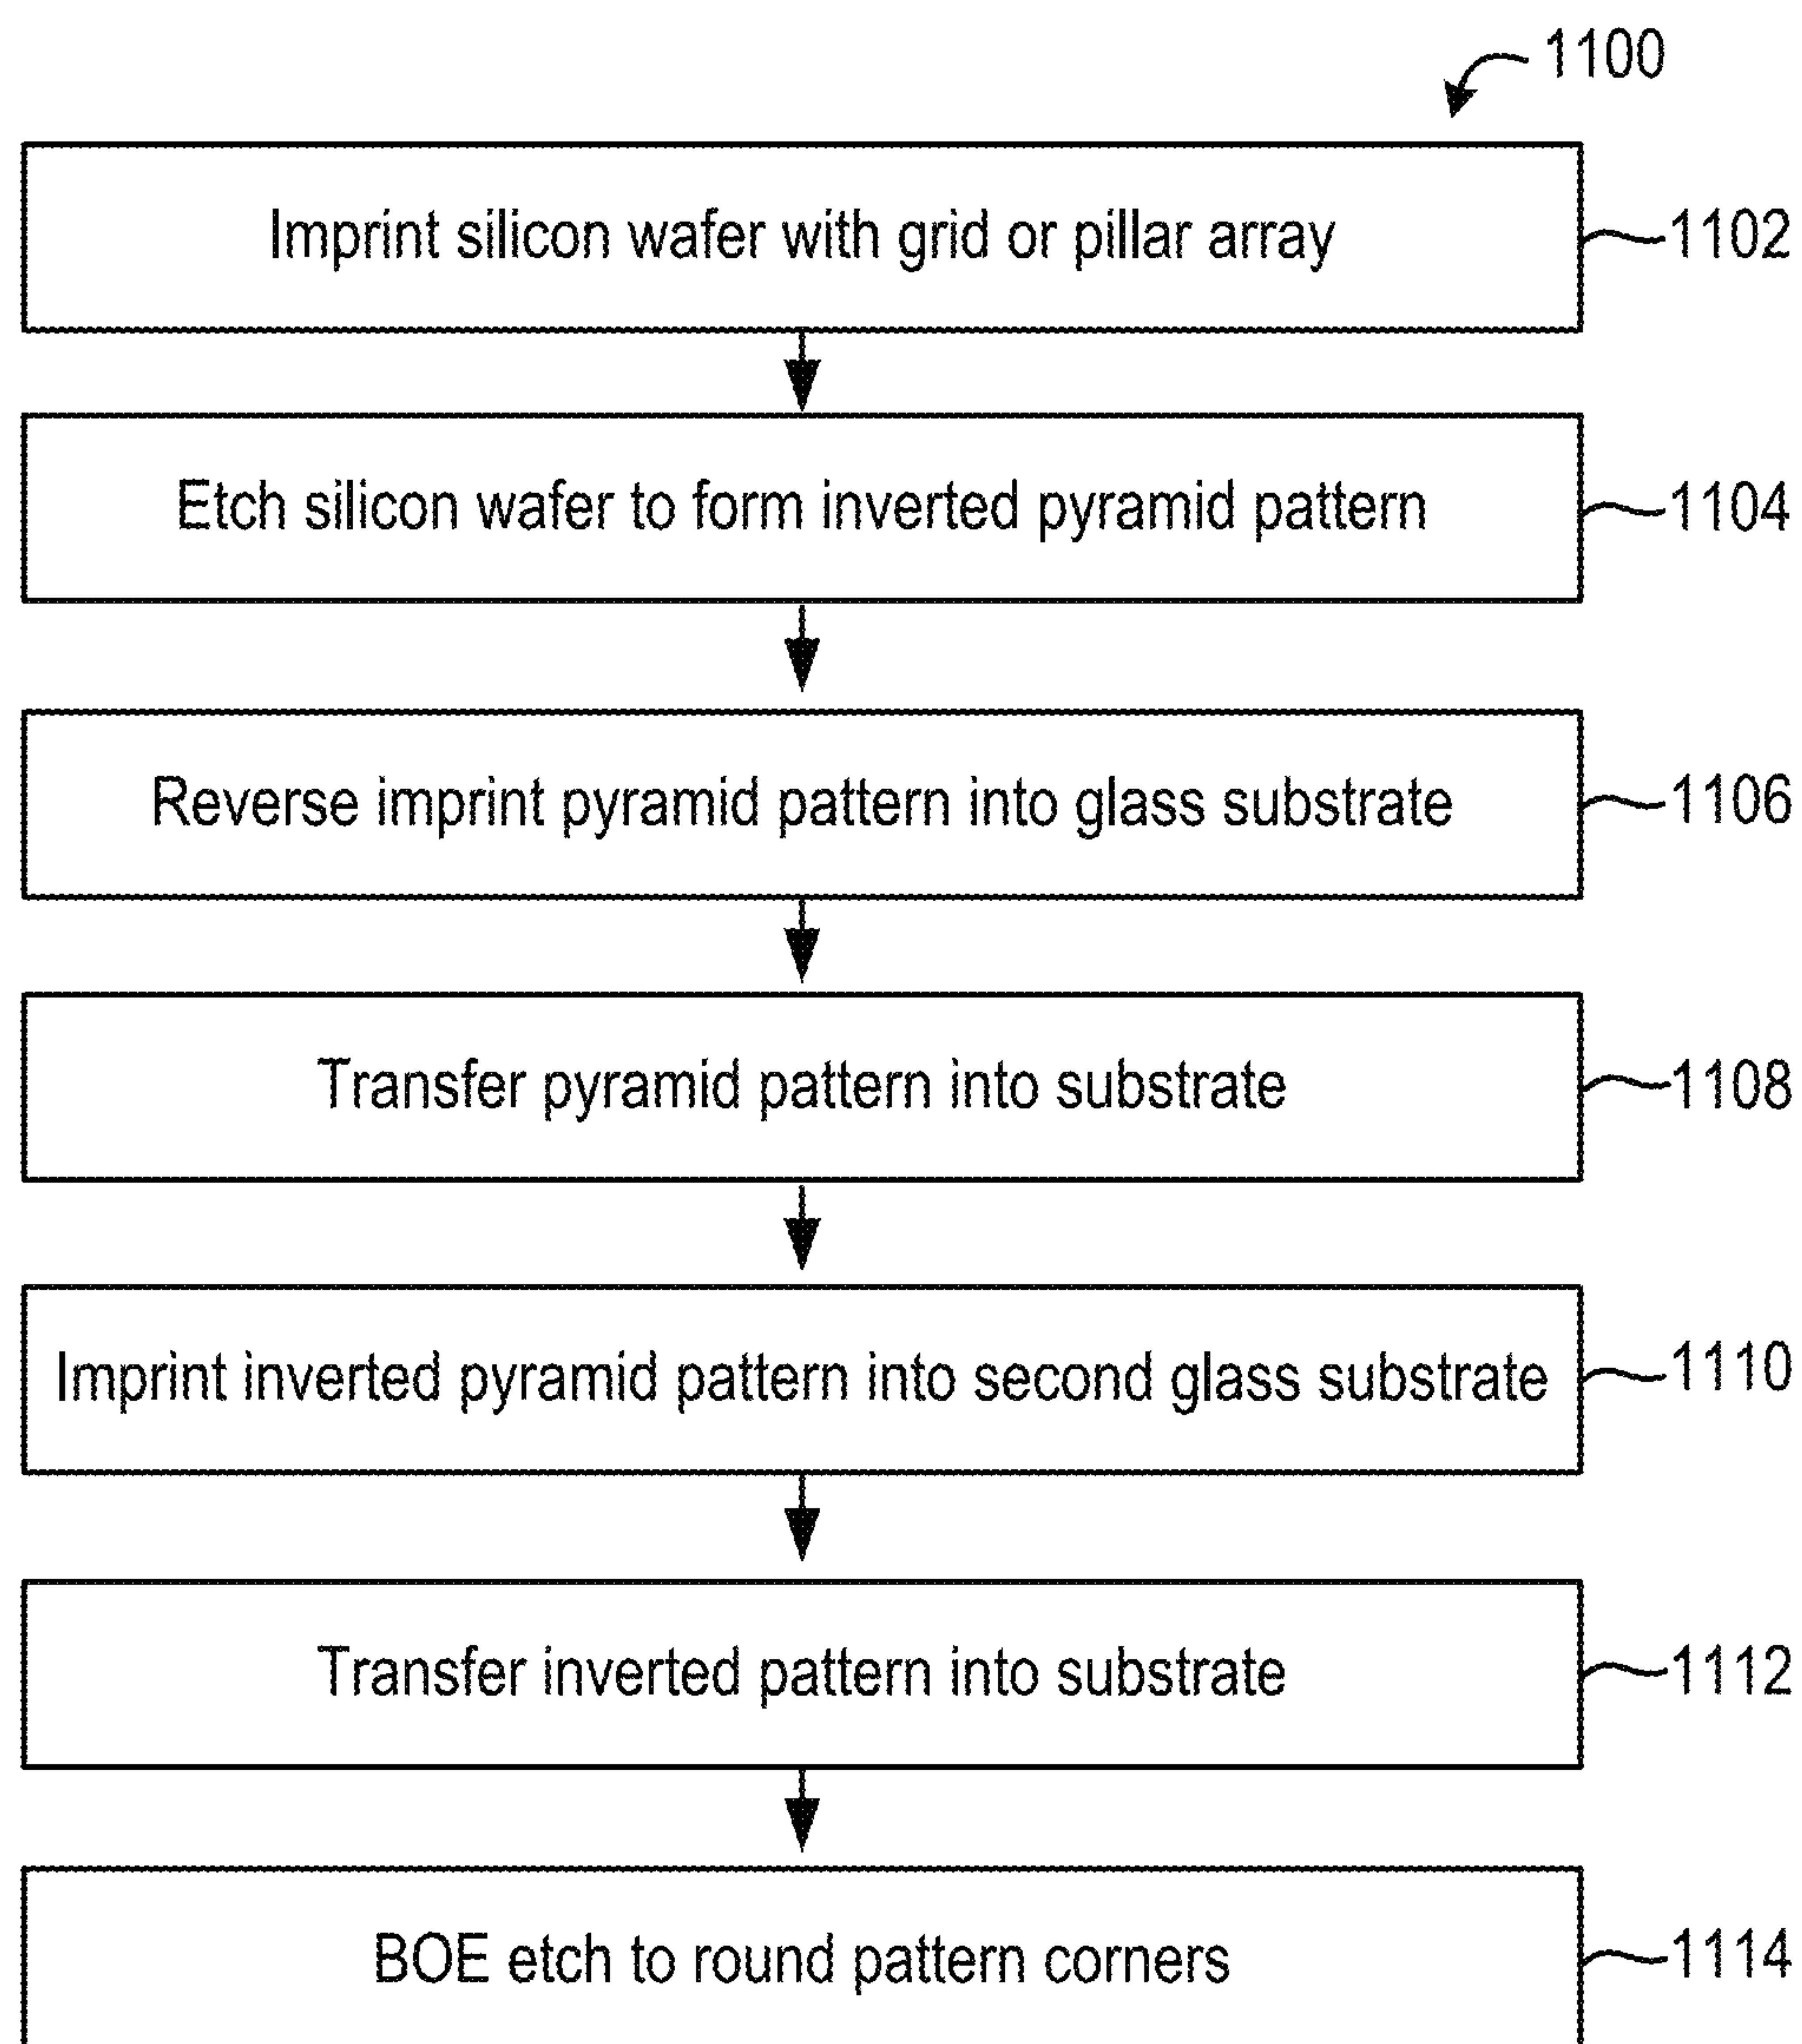 1100
Imprint silicon wafer with grid or pillar array
1102
Etch silicon wafer to form inverted pyramid pattern
1104
Reverse imprint pyramid pattern into glass substrate
1106
Transfer pyramid pattern into substrate
1108
Imprint inverted pyramid pattern into second glass substrate
1110
Transfer inverted pattern into substrate
1112
BOE etch to round pattern corners
1114